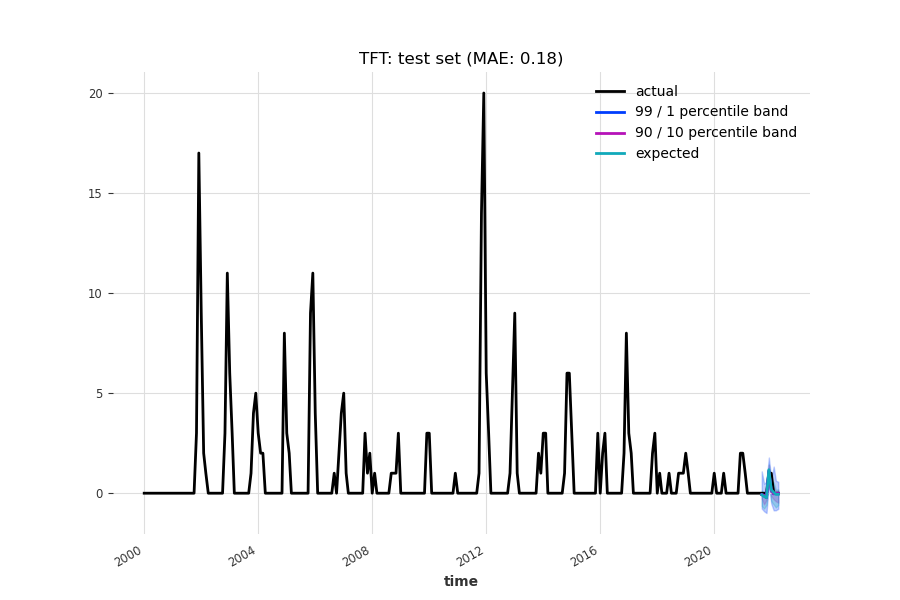 TFT: test set (MAE: 0.18)
actual
99 / 1 percentile band
90 / 10 percentile band
expected
20
15
10
5
0
2000
2004
2008
2012
2016
2020
time